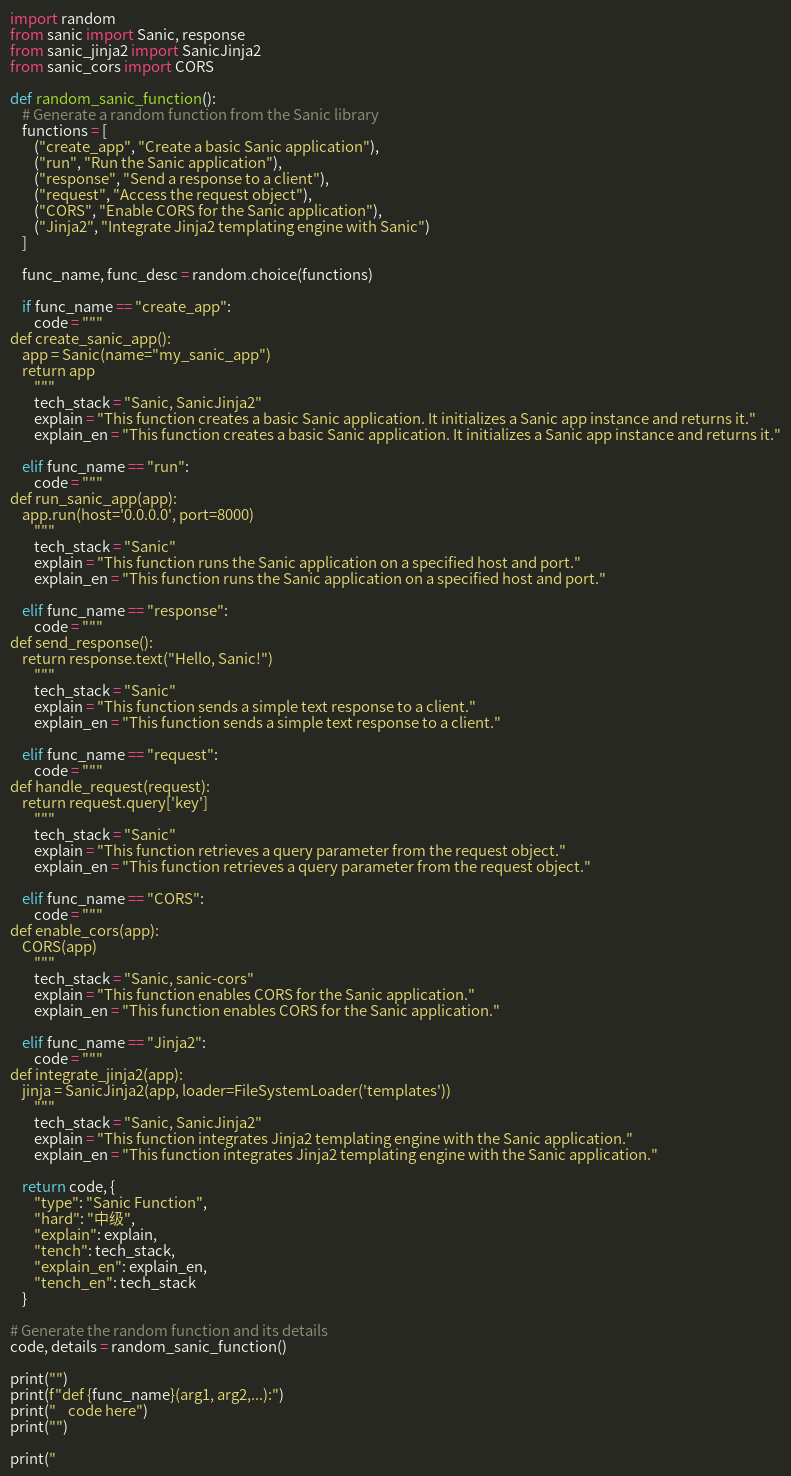 import random
from sanic import Sanic, response
from sanic_jinja2 import SanicJinja2
from sanic_cors import CORS

def random_sanic_function():
    # Generate a random function from the Sanic library
    functions = [
        ("create_app", "Create a basic Sanic application"),
        ("run", "Run the Sanic application"),
        ("response", "Send a response to a client"),
        ("request", "Access the request object"),
        ("CORS", "Enable CORS for the Sanic application"),
        ("Jinja2", "Integrate Jinja2 templating engine with Sanic")
    ]

    func_name, func_desc = random.choice(functions)

    if func_name == "create_app":
        code = """
def create_sanic_app():
    app = Sanic(name="my_sanic_app")
    return app
        """
        tech_stack = "Sanic, SanicJinja2"
        explain = "This function creates a basic Sanic application. It initializes a Sanic app instance and returns it."
        explain_en = "This function creates a basic Sanic application. It initializes a Sanic app instance and returns it."

    elif func_name == "run":
        code = """
def run_sanic_app(app):
    app.run(host='0.0.0.0', port=8000)
        """
        tech_stack = "Sanic"
        explain = "This function runs the Sanic application on a specified host and port."
        explain_en = "This function runs the Sanic application on a specified host and port."

    elif func_name == "response":
        code = """
def send_response():
    return response.text("Hello, Sanic!")
        """
        tech_stack = "Sanic"
        explain = "This function sends a simple text response to a client."
        explain_en = "This function sends a simple text response to a client."

    elif func_name == "request":
        code = """
def handle_request(request):
    return request.query['key']
        """
        tech_stack = "Sanic"
        explain = "This function retrieves a query parameter from the request object."
        explain_en = "This function retrieves a query parameter from the request object."

    elif func_name == "CORS":
        code = """
def enable_cors(app):
    CORS(app)
        """
        tech_stack = "Sanic, sanic-cors"
        explain = "This function enables CORS for the Sanic application."
        explain_en = "This function enables CORS for the Sanic application."

    elif func_name == "Jinja2":
        code = """
def integrate_jinja2(app):
    jinja = SanicJinja2(app, loader=FileSystemLoader('templates'))
        """
        tech_stack = "Sanic, SanicJinja2"
        explain = "This function integrates Jinja2 templating engine with the Sanic application."
        explain_en = "This function integrates Jinja2 templating engine with the Sanic application."

    return code, {
        "type": "Sanic Function",
        "hard": "中级",
        "explain": explain,
        "tench": tech_stack,
        "explain_en": explain_en,
        "tench_en": tech_stack
    }

# Generate the random function and its details
code, details = random_sanic_function()

print("")
print(f"def {func_name}(arg1, arg2,...):")
print("    code here")
print("")

print("